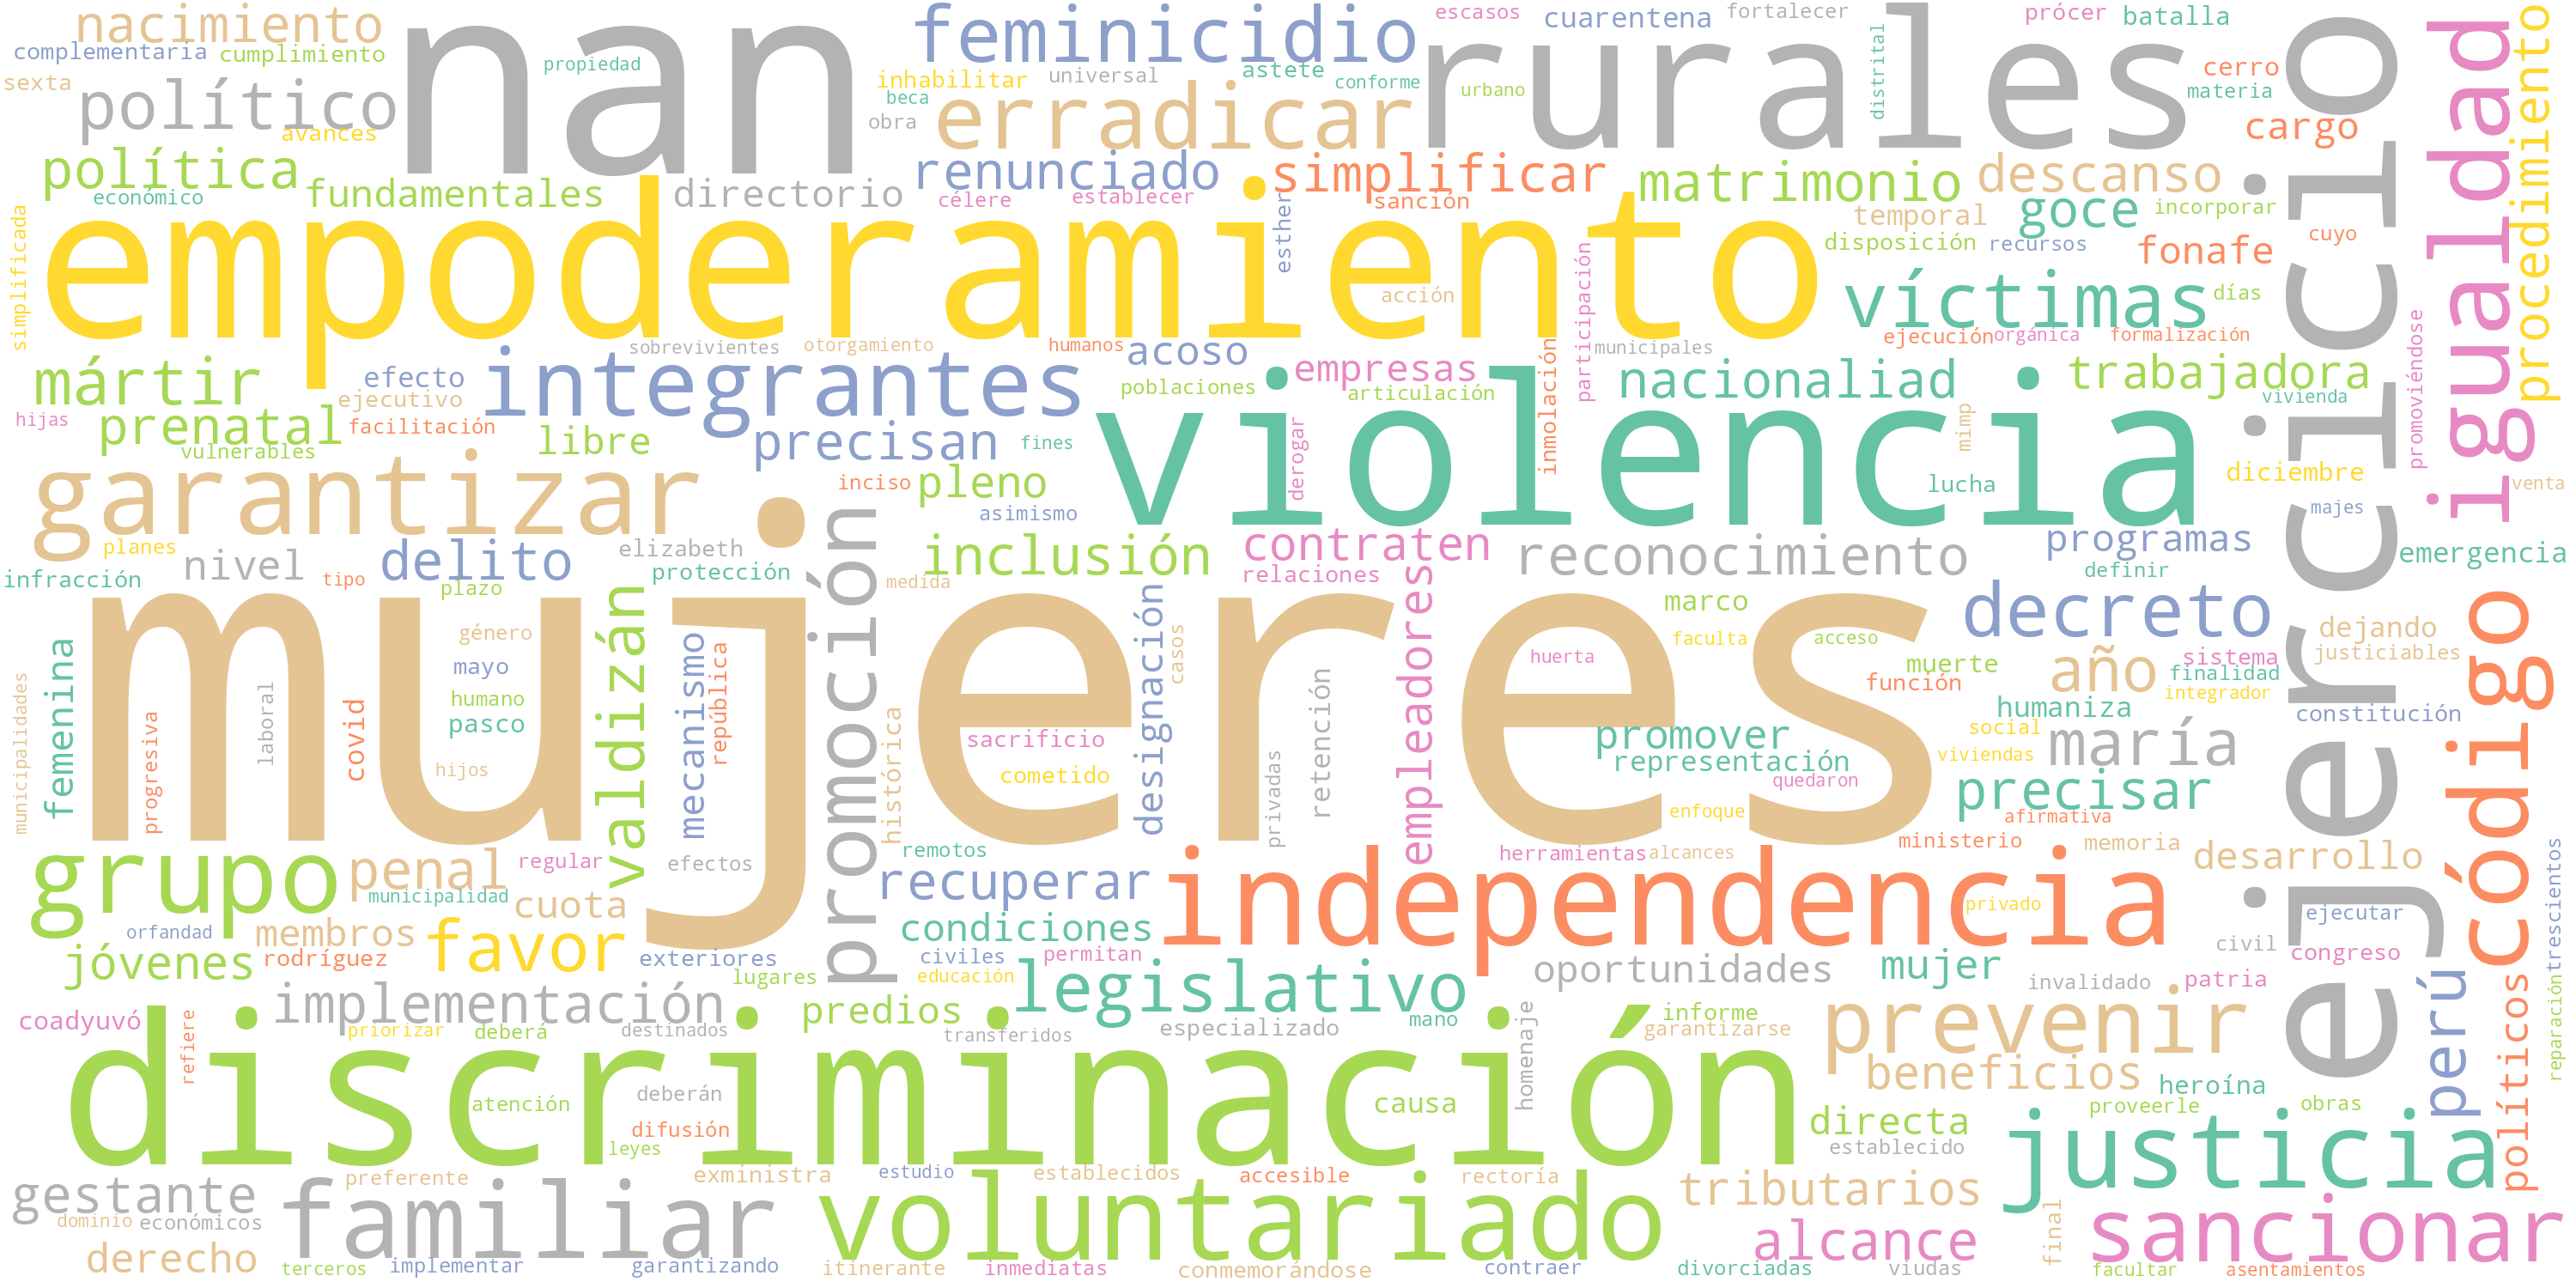 nacimiento
nan
feminicidio
escasos
cuarentena
fortalecer
rurales
prócer
batalla
complementaria
cumplimiento
propiedad
sexta
político
avances
inhabilitar
universal
astete
conforme
beca
obra
erradicar
urbano
distrital
cerro
materia
cargo
ejercicio
igualdad
procedimiento
política
económico
fundamentales
directorio
renunciado
célere
establecer
simplificar
sanción
matrimonio
descanso
temporal
goce
incorporar
disposición
recursos
fonafe
cuyo
simplificada
empoderamiento
esther
acción
participación
víctimas
días
ejecución
orgánica
formalización
promoviéndose
mártir
efecto
ejecutivo
hijas
prenatal
facilitación
vulnerables
sobrevivientes
otorgamiento
humanos
acoso
integrantes
libre
precisan
poblaciones
fines
empresas
articulación
inmolación
municipales
nacionaliad
trabajadora
vivienda
violencia
derogar
mimp
lucha
diciembre
venta
majes
garantizar
inciso
pleno
asimismo
planes
infracción
nivel
tipo
delito
plazo
elizabeth
protección
promoción
medida
inclusión
contraten
relaciones
reconocimiento
programas
definir
emergencia
código
mujeres
género
mayo
humano
pasco
hijos
femenina
municipalidades
progresiva
laboral
covid
valdizán
mecanismo
república
histórica
sacrificio
cometido
designación
casos
privadas
retención
empleadores
huerta
marco
faculta
acceso
muerte
función
decreto
año
dejando
justiciables
sistema
finalidad
integrador
humaniza
constitución
social
viviendas
maría
promover
representación
quedaron
enfoque
precisar
afirmativa
ministerio
memoria
desarrollo
grupo
penal
regular
municipalidad
efectos
cuota
remotos
recuperar
herramientas
alcances
independencia
privado
ejecutar
trescientos
orfandad
membros
favor
jóvenes
rodríguez
exteriores
lugares
condiciones
civiles
permitan
educación
oportunidades
mujer
invalidado
civil
congreso
patria
perú
políticos
reparación
coadyuvó
refiere
implementación
priorizar
deberá
destinados
predios
transferidos
legislativo
especializado
mano
homenaje
informe
garantizarse
prevenir
beneficios
heroína
discriminación
atención
deberán
difusión
leyes
causa
directa
establecido
proveerle
obras
justicia
gestante
preferente
exministra
estudio
establecidos
accesible
rectoría
tributarios
dominio
económicos
familiar
voluntariado
alcance
final
sancionar
derecho
terceros
implementar
garantizando
itinerante
inmediatas
conmemorándose
contraer
divorciadas
viudas
facultar
asentamientos